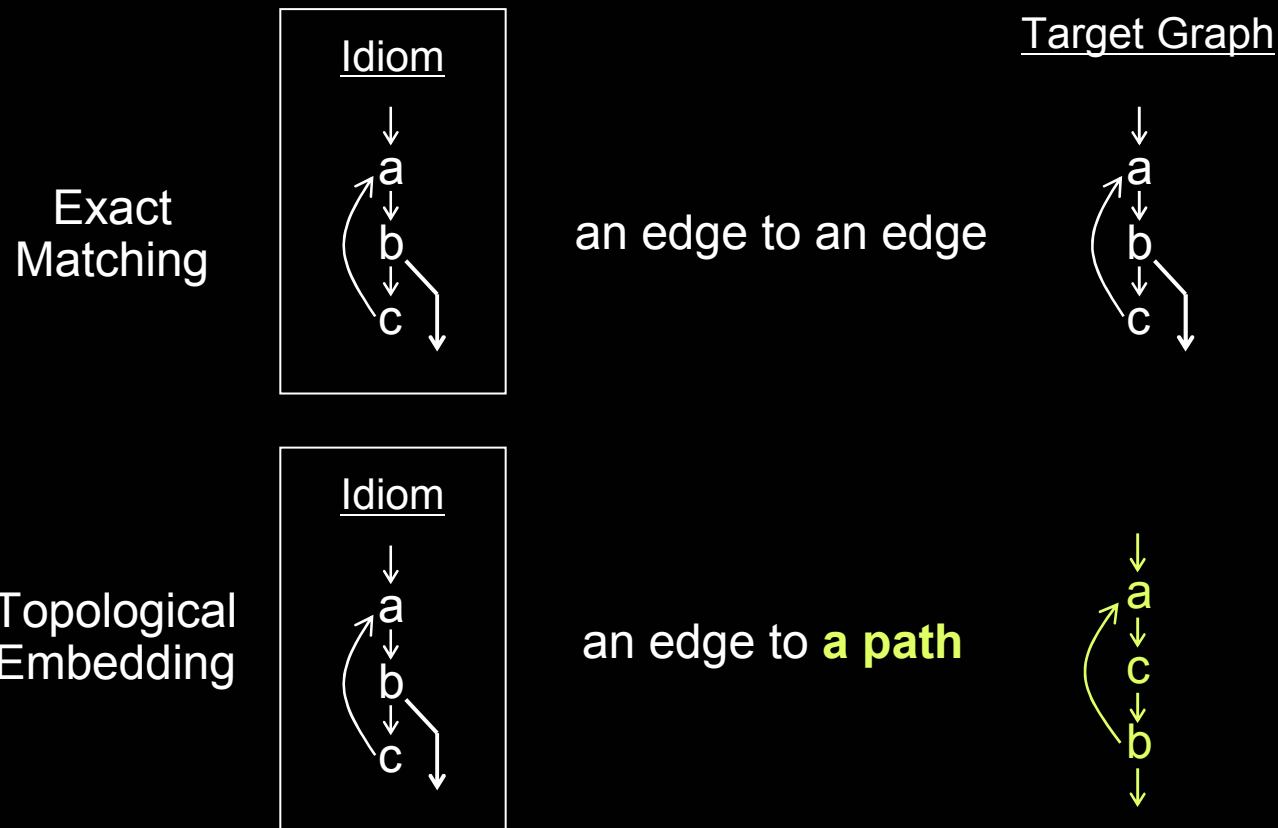 Idiom
Target Graph
Exact
Matching
a
b
c
an edge to an edge
a
b
c
Idiom
Topological
Embedding
a
b
c
an edge to a path
a
c
b